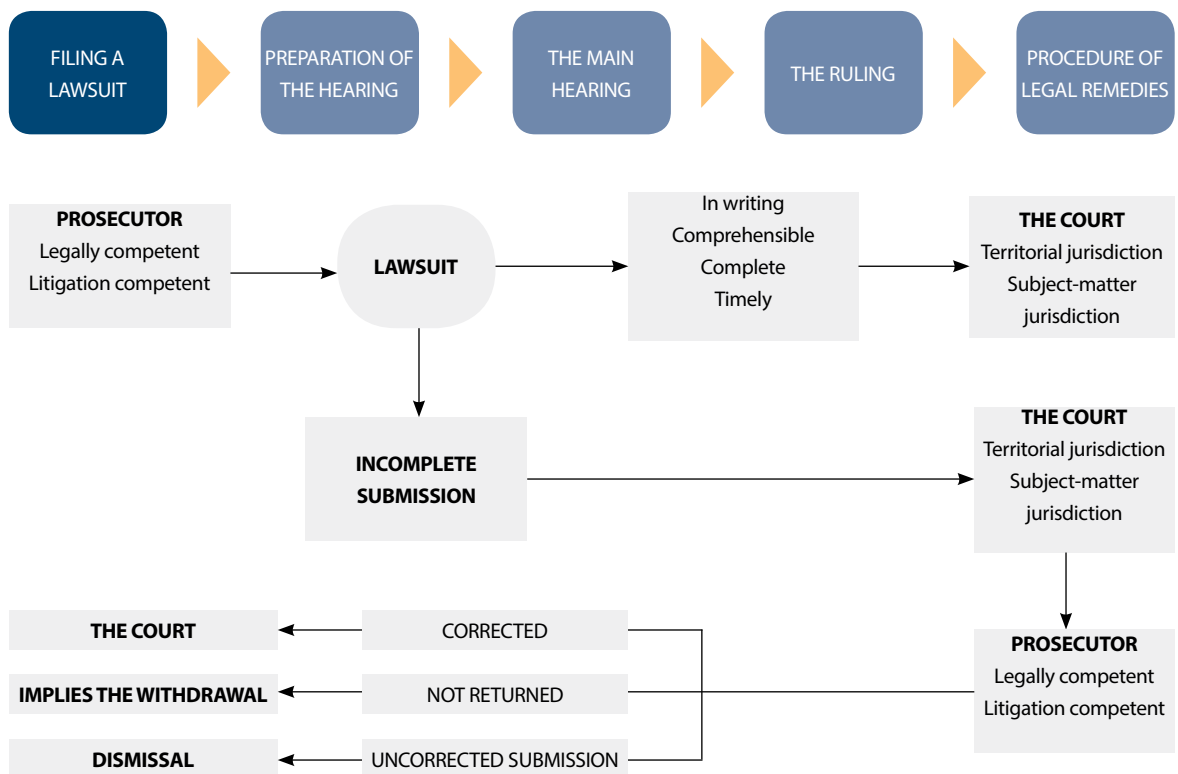 FILING A
LAWSUIT
PREPARATION OF
THE HEARING
THE MAIN
HEARING
THE RULING
PROCEDURE OF
LEGAL REMEDIES
PROSECUTOR
Legally competent
Litigation competent
LAWSUIT
In writing
Comprehensible
Complete
Timely
THE COURT
Territorial jurisdiction
Subject-matter
jurisdiction
INCOMPLETE
SUBMISSION
THE COURT
Territorial jurisdiction
Subject-matter
jurisdiction
THE COURT
CORRECTED
IMPLIES THE WITHDRAWAL
NOT RETURNED
DISMISSAL
UNCORRECTED SUBMISSION
PROSECUTOR
Legally competent
Litigation competent